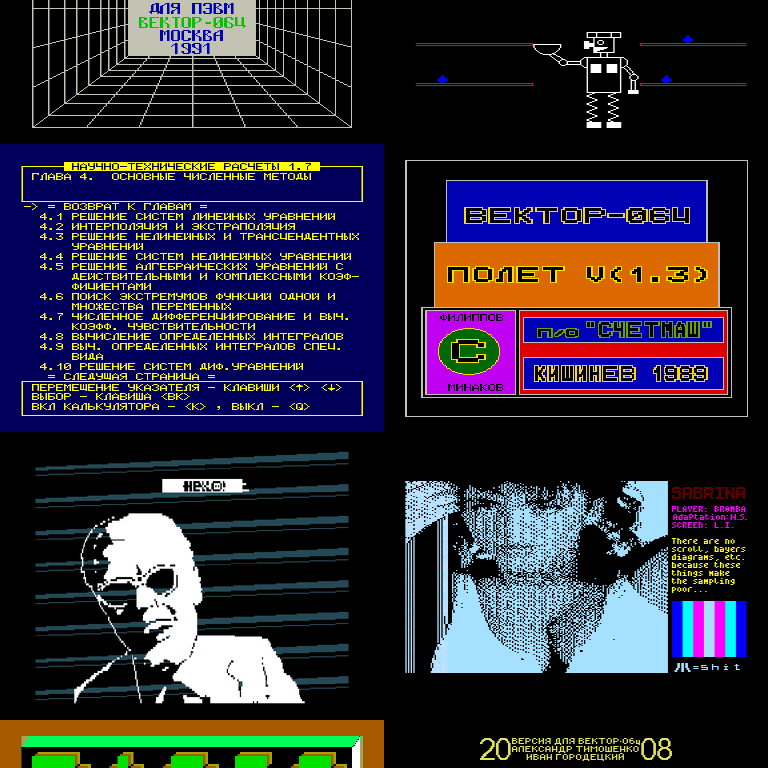 ДЛЯ ПЭВМ
ВЕКТОР-06Ц
МОСКВА
1991
НАУЧНО-ТЕХНИЧЕСКИЕ РАСЧЕТЫ 1.7
ГЛАВА 4.  ОСНОВНЫЕ ЧИСЛЕННЫЕ МЕТОДЫ
-> = ВОЗВРАТ К ГЛАВАМ =
4.1 РЕШЕНИЕ СИСТЕМ ЛИНЕЙНЫХ УРАВНЕНИЙ
4.2 ИНТЕРПОЛЯЦИЯ И ЭКСТРАПОЛЯЦИЯ
4.3 РЕШЕНИЕ НЕЛИНЕЙНЫХ И ТРАНСЦЕНДЕНТНЫХ
УРАВНЕНИЙ
4.4 РЕШЕНИЕ СИСТЕМ НЕЛИНЕЙНЫХ УРАВНЕНИЙ
4.5 РЕШЕНИЕ АЛГЕБРАИЧЕСКИХ УРАВНЕНИЙ С
ДЕЙСТВИТЕЛЬНЫМИ И КОМПЛЕКСНЫМИ КОЭФ-
ФИЦИЕНТАМИ
4.6 ПОИСК ЭКСТРЕМУМОВ ФУНКЦИЙ ОДНОЙ И
МНОЖЕСТВА ПЕРЕМЕННЫХ
4.7 ЧИСЛЕННОЕ ДИФФЕРЕНЦИИРОВАНИЕ И ВЫЧ.
КОЭФФ. ЧУВСТВИТЕЛЬНОСТИ
4.8 ВЫЧИСЛЕНИЕ ОПРЕДЕЛЕННЫХ ИНТЕГРАЛОВ
4.9 ВЫЧ. ОПРЕДЕЛЕННЫХ ИНТЕГРАЛОВ СПЕЦ.
ВИДА
4.10 РЕШЕНИЕ СИСТЕМ ДИФ.УРАВНЕНИЙ
= СЛЕДУЩАЯ СТРАНИЦА =
ПЕРЕМЕЩЕНИЕ УКАЗАТЕЛЯ - КЛАВИШИ <↑> <↓>
ВЫБОР - КЛАВИША <ВК>
ВКЛ КАЛЬКУЛЯТОРА - <К> , ВЫКЛ - <Q>
ВЕКТОР-06Ц
ПОЛЕТ V(1.3)
ФИЛИППОВ
С
МИНАКОВ
п/о "СЧЕТМАШ"
КИШИНЕВ 1989
SABRINA
PLAYER: BRAMBA
AdaPtation:H.S.
SCREEN: L.I.
There are no
scroll, bayers
diagrams, etc.
because these
things make
the sampling
poor...
=shit
20 ВЕРСИЯ ДЛЯ ВЕКТОР-06ц 08
АЛЕКСАНДР ТИМОШЕНКО
ИВАН ГОРОДЕЦКИЙ